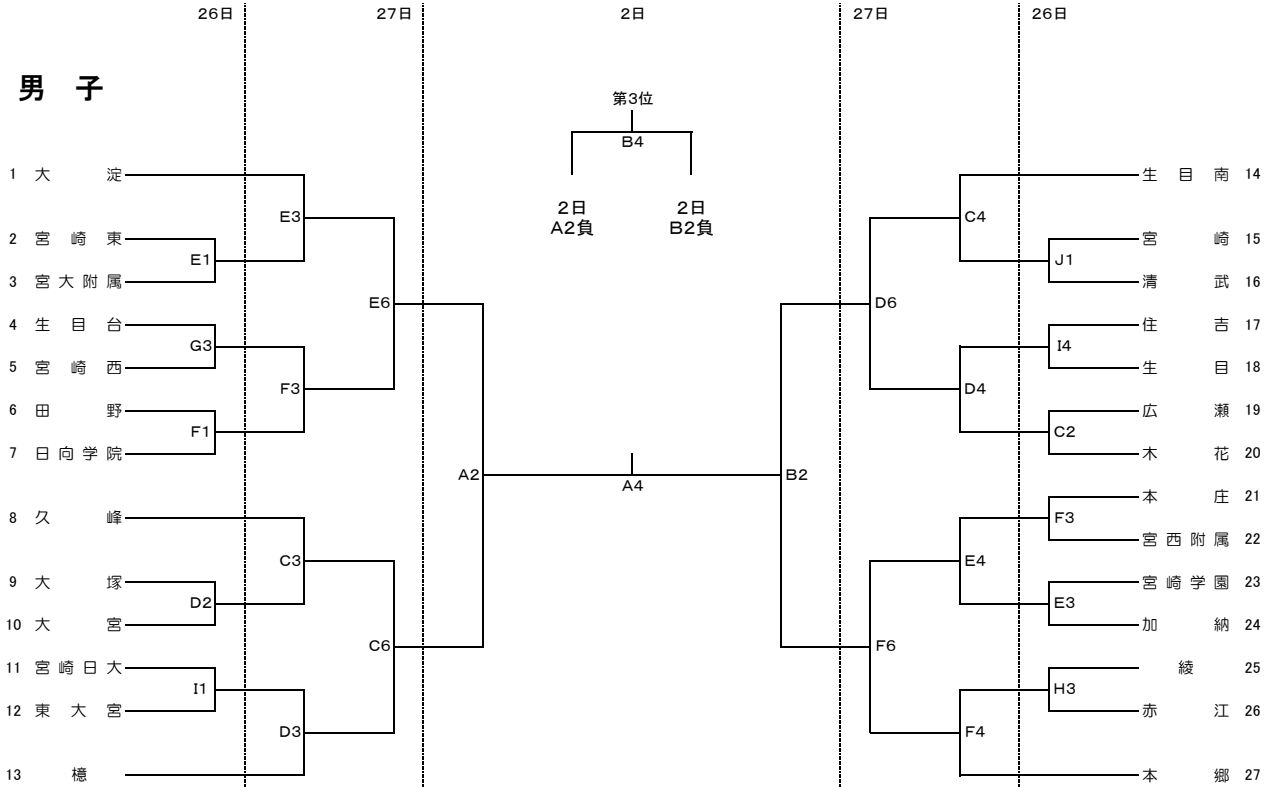 26日 27日 2日 27日 26日
男 子
第3位
B4
1 大 淀 生 目 南 14
2日 2日
E3 A2負 B2負 C4
2 宮 崎 東 宮 崎 15
E1 J1
3 宮 大 附 属 清 武 16
E6 D6
4 生 目 台 住 吉 17
G3 I4
5 宮 崎 西 生 目 18
F3 D4
6 田 野 広 瀬 19
F1 C2
7 日 向 学 院 木 花 20
A2 A4 B2
本 庄 21
8 久 峰 F3
宮 西 附 属 22
C3 E4
9 大 塚 宮 崎 学 園 23
D2 E3
10 大 宮 加 納 24
C6 F6
11 宮 崎 日 大 綾 25
I1 H3
12 東 大 宮 赤 江 26
D3 F4
13 檍 本 郷 27